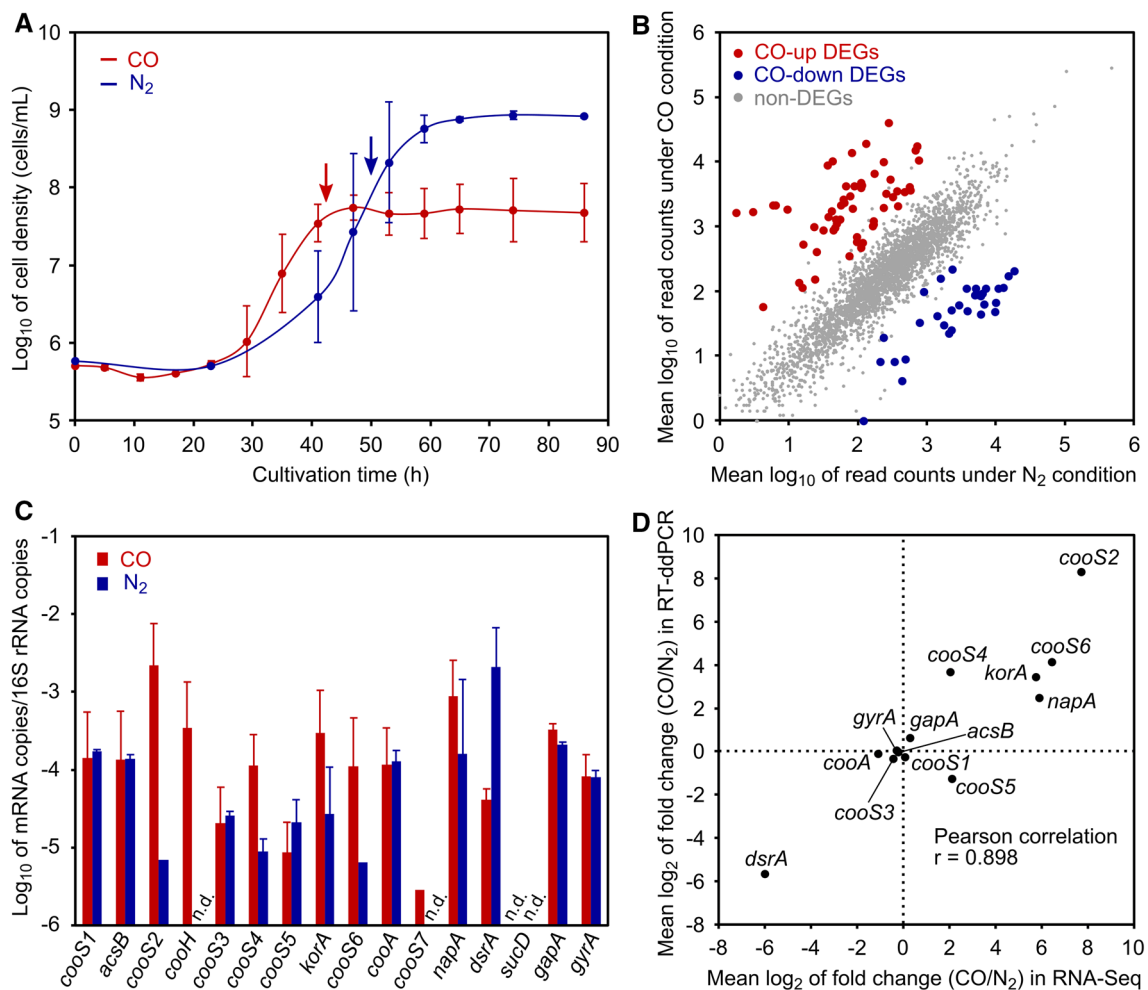 A
Log₁₀ of cell density (cells/mL)
10
9
8
7
6
5
CO
N₂
0 10 20 30 40 50 60 70 80 90
Cultivation time (h)
B
Mean log₁₀ of read counts under CO condition
6
5
4
3
2
1
0
CO-up DEGs
CO-down DEGs
non-DEGs
0 1 2 3 4 5 6
Mean log₁₀ of read counts under N₂ condition
C
Log₁₀ of mRNA copies/16S rRNA copies
-1
-2
-3
-4
-5
-6
CO
N₂
n.d.
n.d.
n.d.
n.d.
cooS1
acsB
cooS2
cooH
cooS3
cooS4
cooS5
korA
cooS6
cooA
cooS7
napA
dsrA
sucD
gapA
gyrA
D
Mean log₂ of fold change (CO/N₂) in RT-ddPCR
10
8
6
4
2
0
-2
-4
-6
-8
cooS2
cooS6
cooS4
korA
napA
gyrA
gapA
acsB
cooA
cooS1
cooS5
cooS3
Pearson correlation
r = 0.898
dsrA
-8 -6 -4 -2 0 2 4 6 8 10
Mean log₂ of fold change (CO/N₂) in RNA-Seq